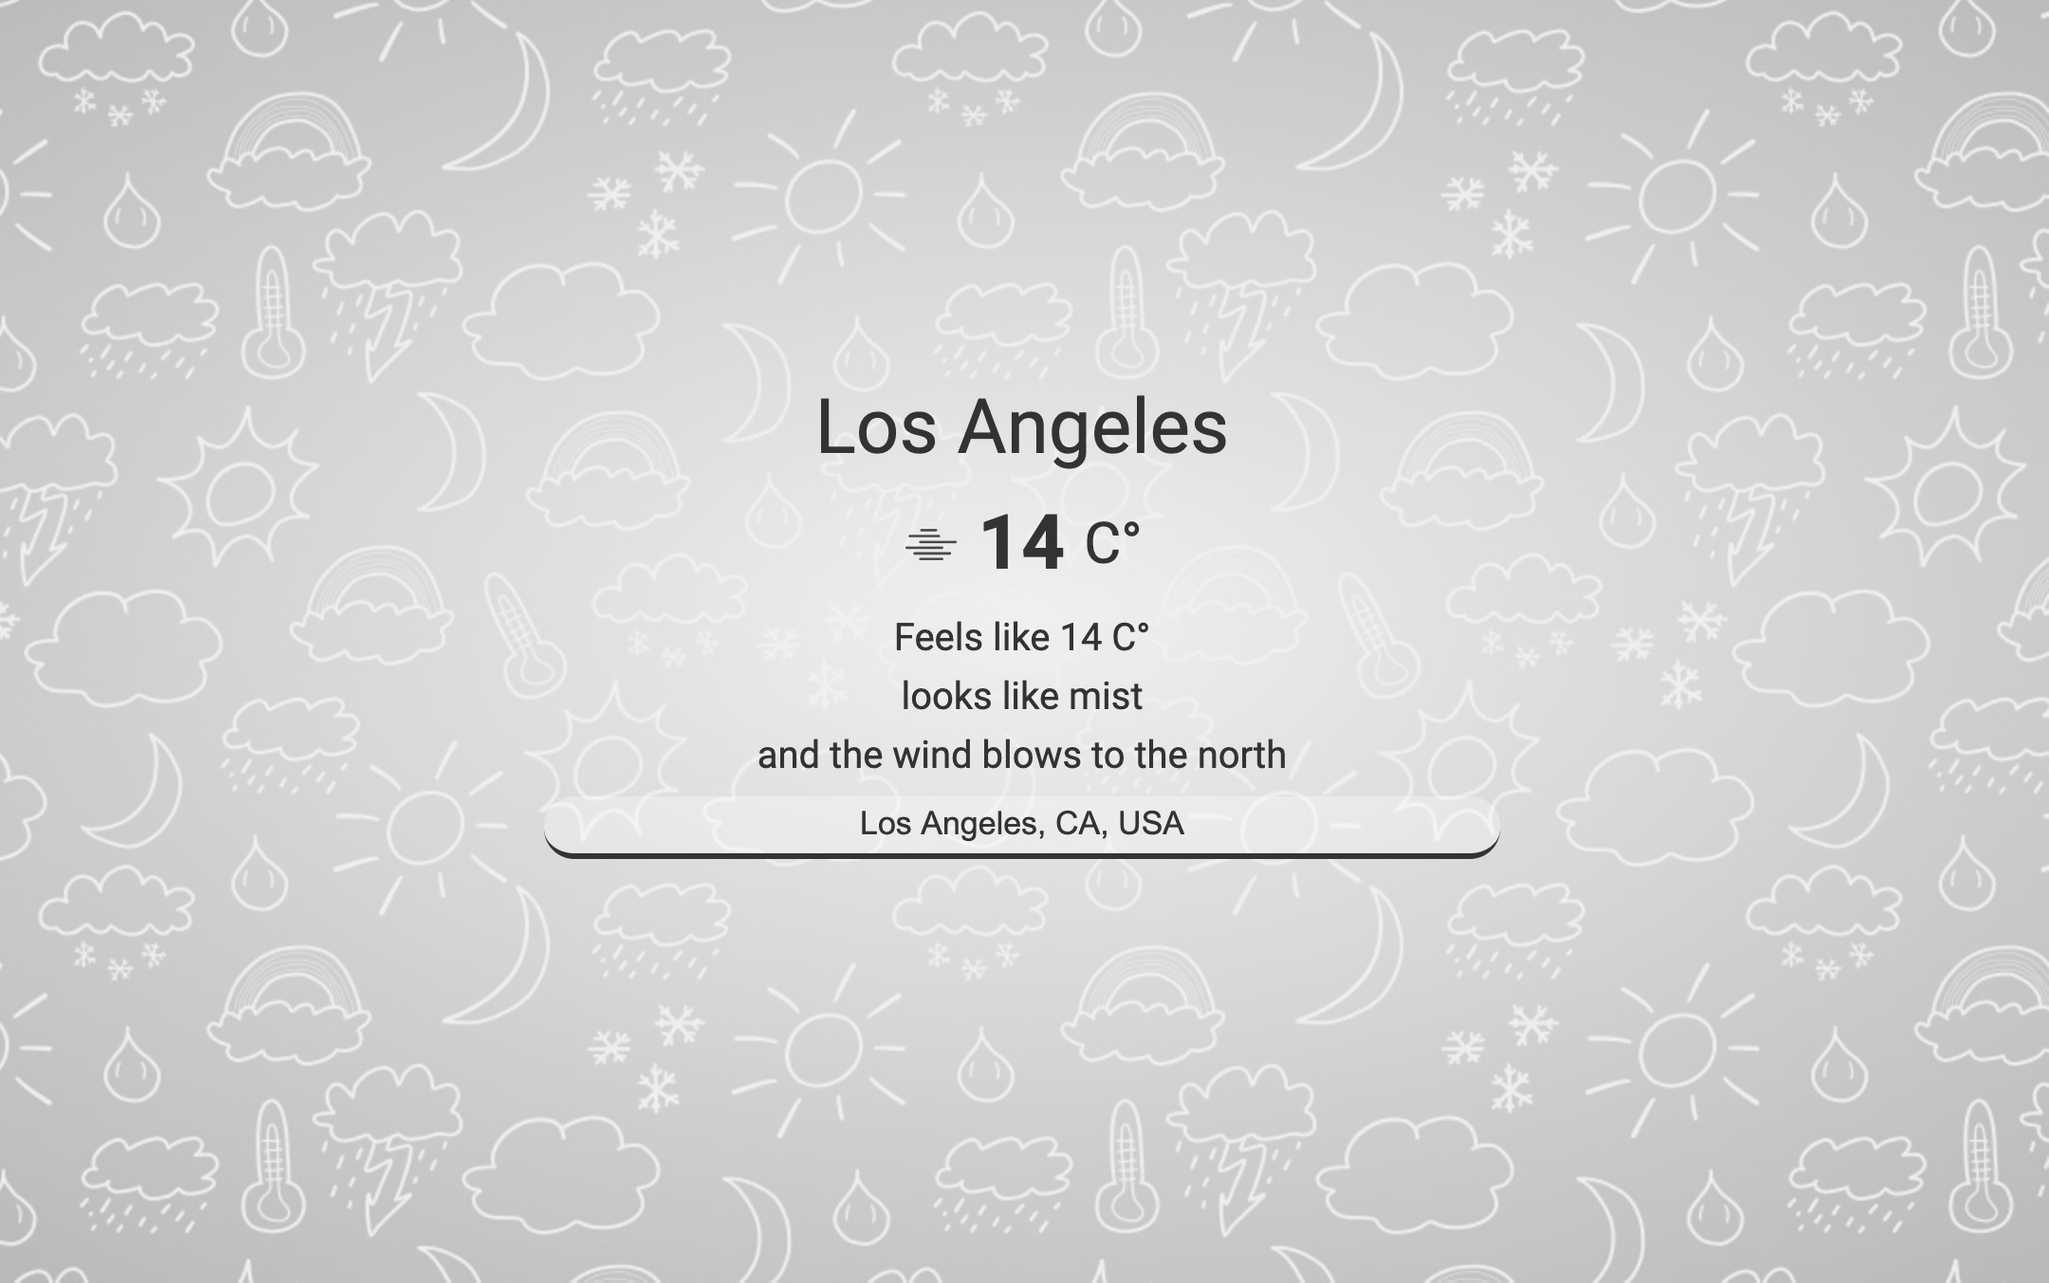 Los Angeles
14 C°
Feels like 14 C°
looks like mist
and the wind blows to the north
Los Angeles, CA, USA